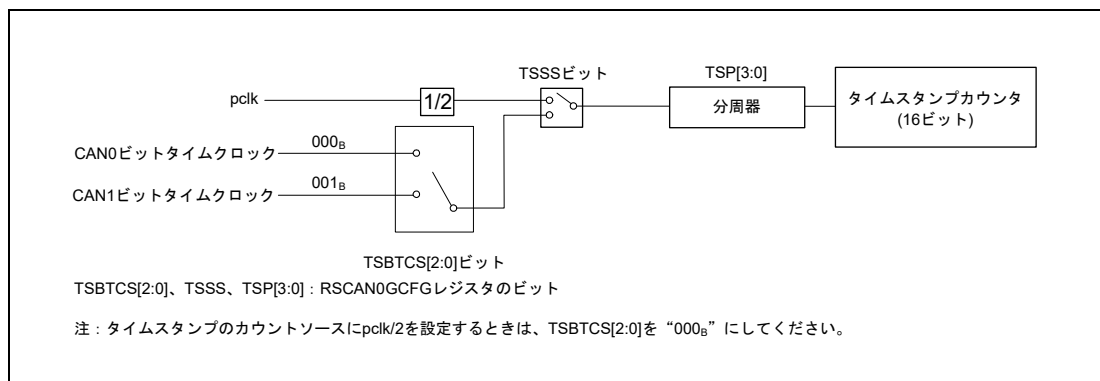 TSSSビット
TSP[3:0]
pclk
1/2
分周器
タイムスタンプカウンタ
(16ビット)
CAN0ビットタイムクロック
000B
CAN1ビットタイムクロック
001B
TSBTCS[2:0]ビット
TSBTCS[2:0]、TSSS、TSP[3:0]：RSCAN0GCFGレジスタのビット
注：タイムスタンプのカウントソースにpclk/2を設定するときは、TSBTCS[2:0]を“000B”にしてください。